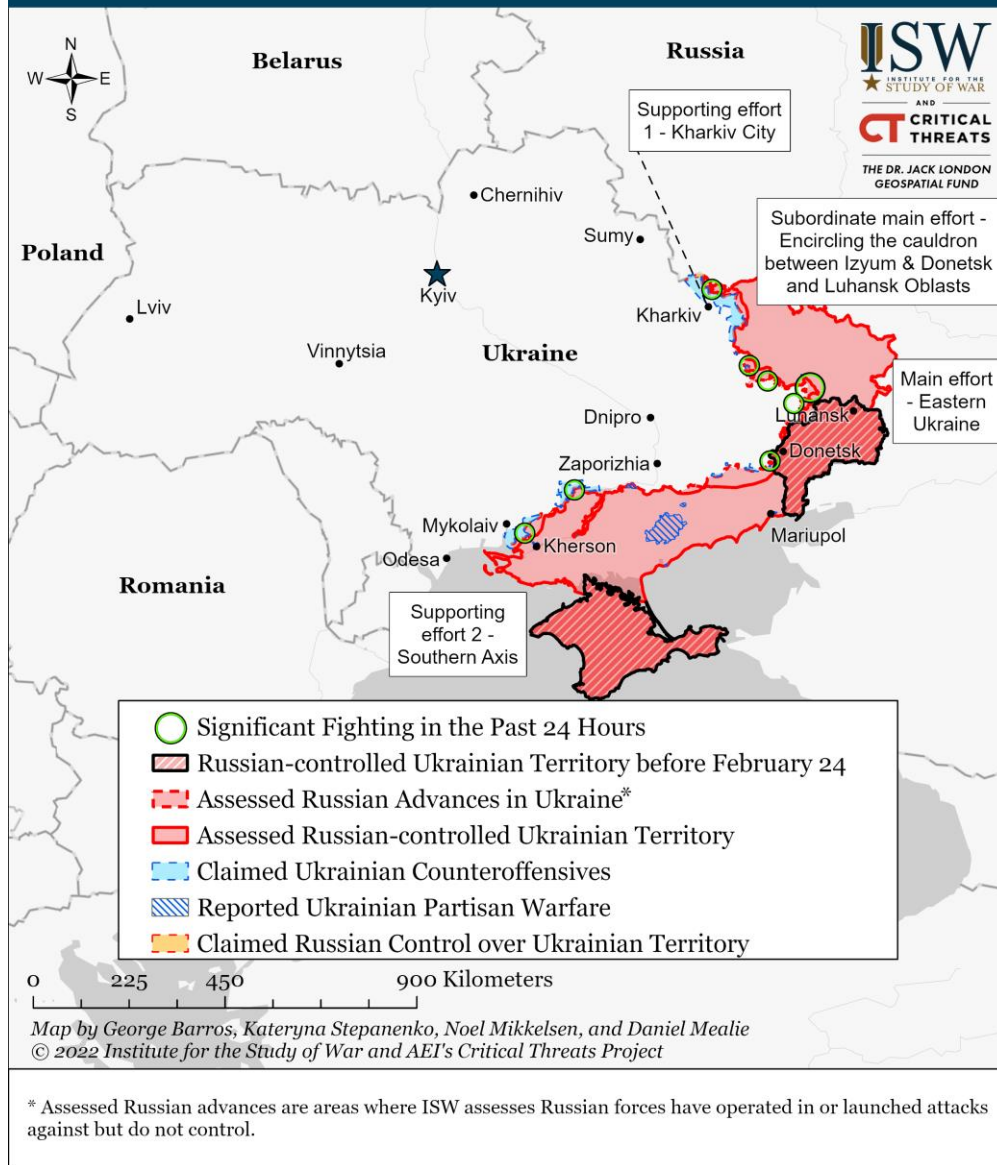 N
W E
S
Belarus
Russia
ISW
INSTITUTE FOR THE
STUDY OF WAR
AND
CT CRITICAL
THREATS
THE DR. JACK LONDON
GEOSPATIAL FUND
Supporting effort
1 - Kharkiv City
Chernihiv
Sumy
Subordinate main effort -
Encircling the cauldron
between Izyum & Donetsk
and Luhansk Oblasts
Poland
Kyiv
Lviv
Kharkiv
Vinnytsia
Ukraine
Main effort
- Eastern
Ukraine
Dnipro
Luhansk
Donetsk
Zaporizhia
Mykolaiv
Mariupol
Kherson
Odesa
Romania
Supporting
effort 2 -
Southern Axis
Significant Fighting in the Past 24 Hours
Russian-controlled Ukrainian Territory before February 24
Assessed Russian Advances in Ukraine*
Assessed Russian-controlled Ukrainian Territory
Claimed Ukrainian Counteroffensives
Reported Ukrainian Partisan Warfare
Claimed Russian Control over Ukrainian Territory
0 225 450 900 Kilometers
Map by George Barros, Kateryna Stepanenko, Noel Mikkelsen, and Daniel Mealie
© 2022 Institute for the Study of War and AEI's Critical Threats Project
* Assessed Russian advances are areas where ISW assesses Russian forces have operated in or launched attacks
against but do not control.